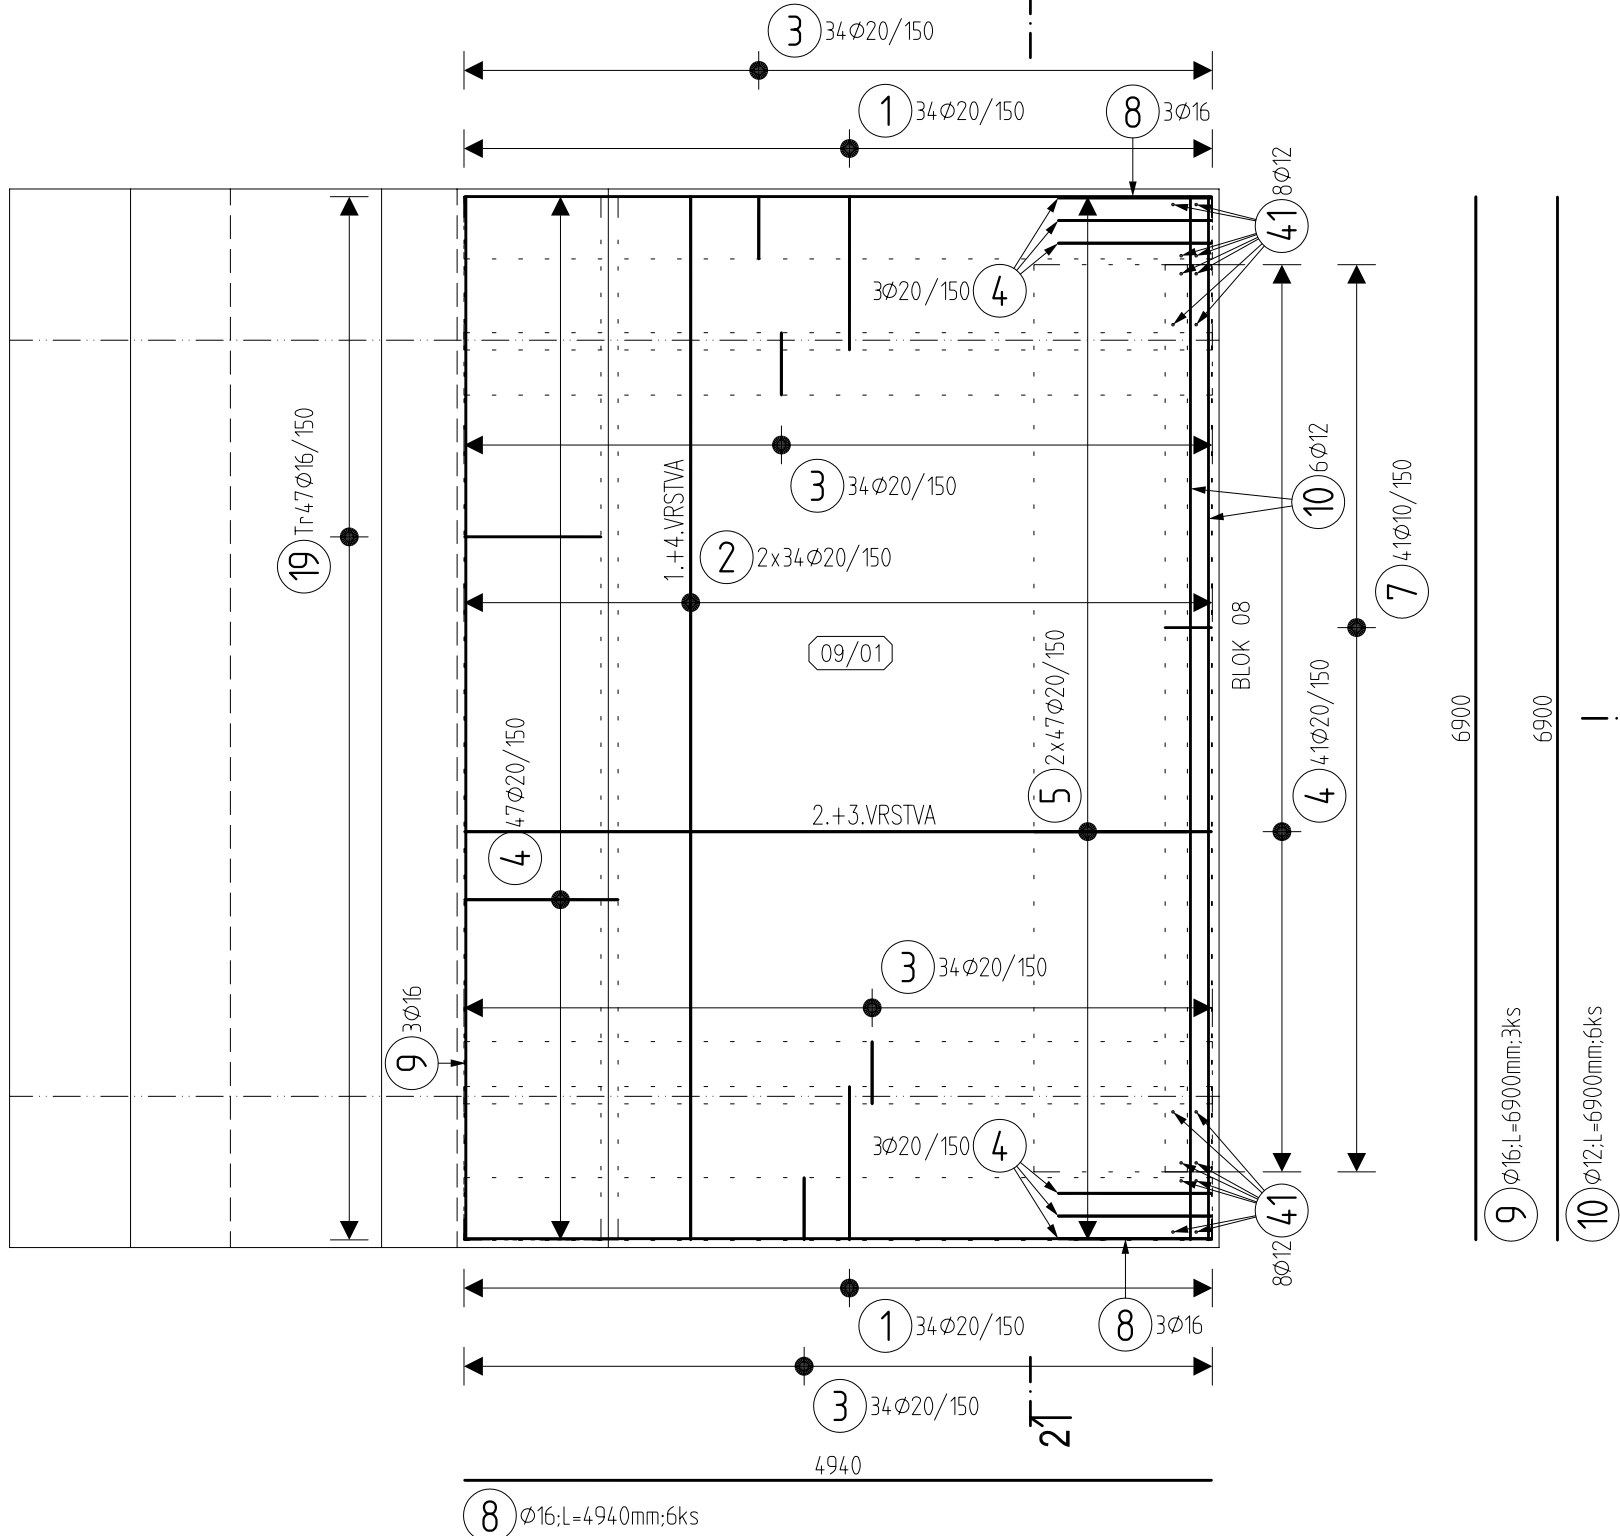 3 34Ø20/150
1 34Ø20/150
8 3Ø16
41 8Ø12
3Ø20/150 4
19 Tr47Ø16/150
3 34Ø20/150
10 6Ø12
1.+4.VRSTVA
2 2x34Ø20/150
7 41Ø10/150
09/01
BLOK 08
5 2x47Ø20/150
4 41Ø20/150
6900
6900
4 47Ø20/150
2.+3.VRSTVA
3 34Ø20/150
9 3Ø16
3Ø20/150 4
41 8Ø12
9 Ø16;L=6900mm;3ks
10 Ø12;L=6900mm;6ks
1 34Ø20/150
8 3Ø16
3 34Ø20/150
21
4940
8 Ø16;L=4940mm;6ks